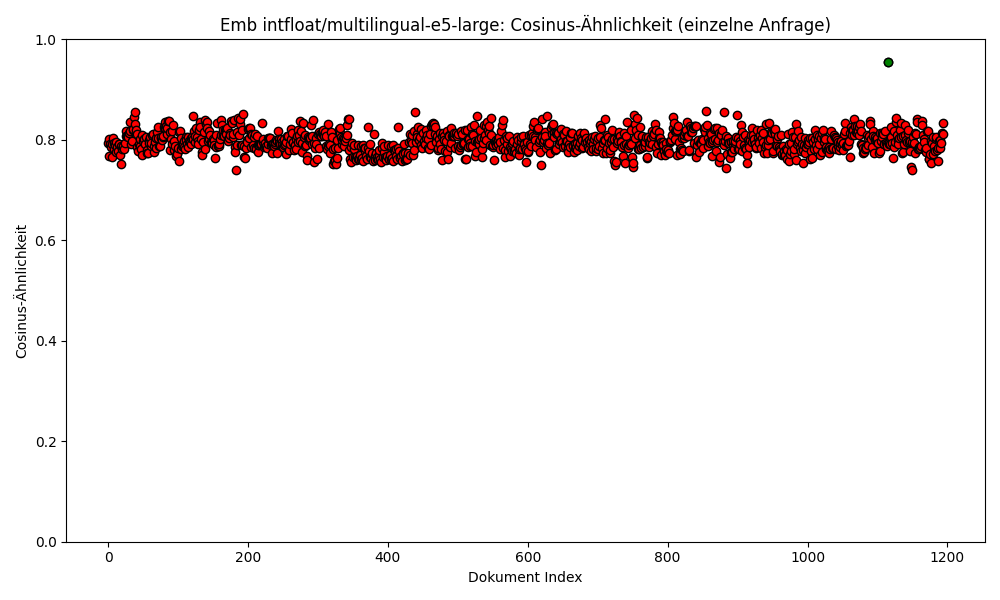 Emb intfloat/multilingual-e5-large: Cosinus-Ähnlichkeit (einzelne Anfrage)
1.0
0.8
0.6
0.4
0.2
0.0
Cosinus-Ähnlichkeit
0 200 400 600 800 1000 1200
Dokument Index